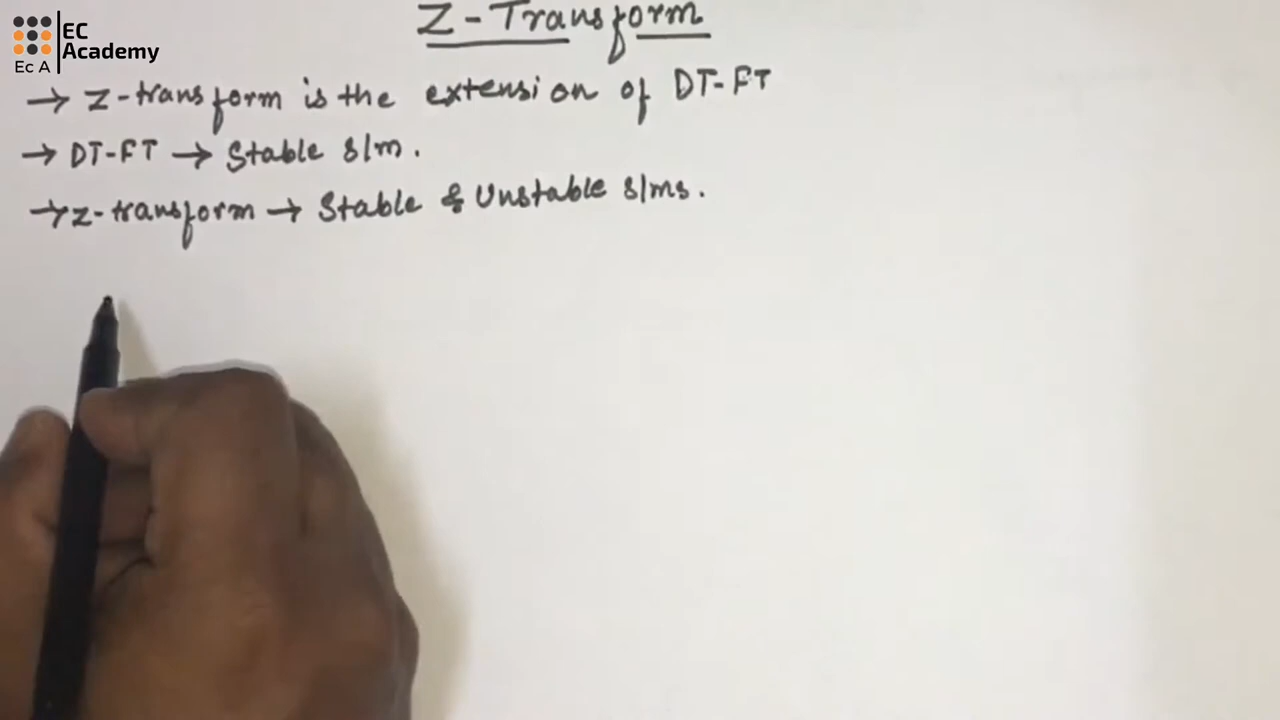 EC
Academy
Ec A
Z-Transform
→ Z-transform is the extension of DT-FT
→ DT-FT → Stable s/m.
→ Z-transform → Stable & Unstable s/ms.